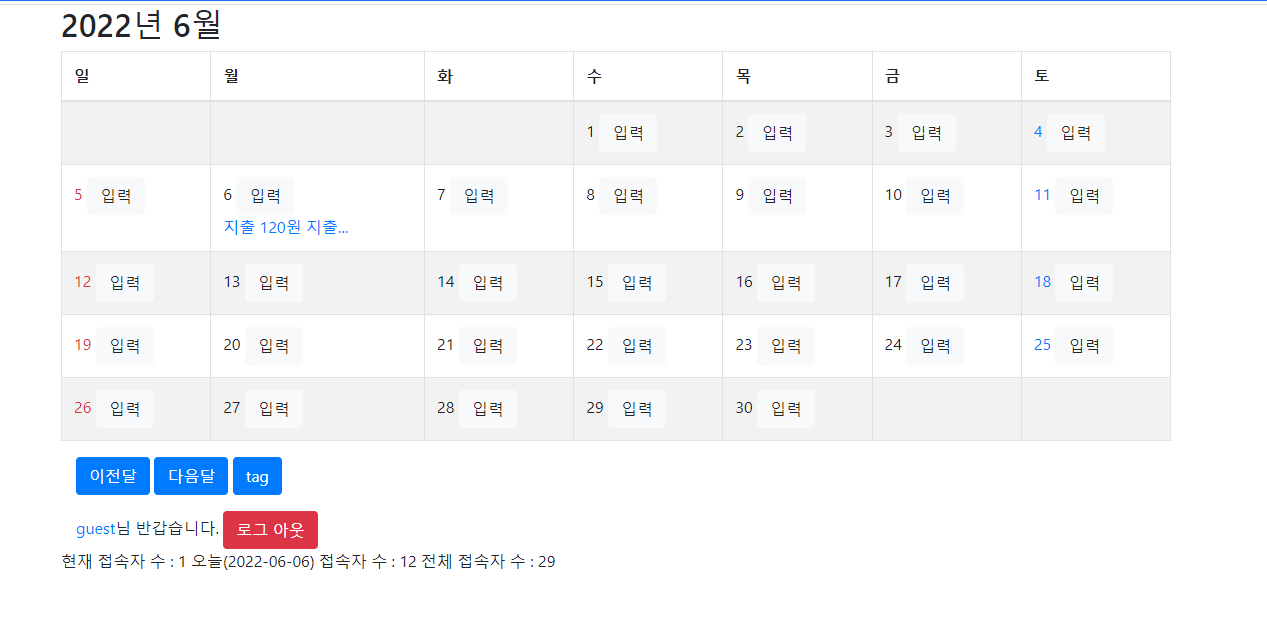 2022년 6월
일 월 화 수 목 금 토
1 입력 2 입력 3 입력 4 입력
5 입력 6 입력 7 입력 8 입력 9 입력 10 입력 11 입력
지출 120원 지출...
12 입력 13 입력 14 입력 15 입력 16 입력 17 입력 18 입력
19 입력 20 입력 21 입력 22 입력 23 입력 24 입력 25 입력
26 입력 27 입력 28 입력 29 입력 30 입력
이전달 다음달 tag
guest님 반갑습니다. 로그 아웃
현재 접속자 수 : 1 오늘(2022-06-06) 접속자 수 : 12 전체 접속자 수 : 29